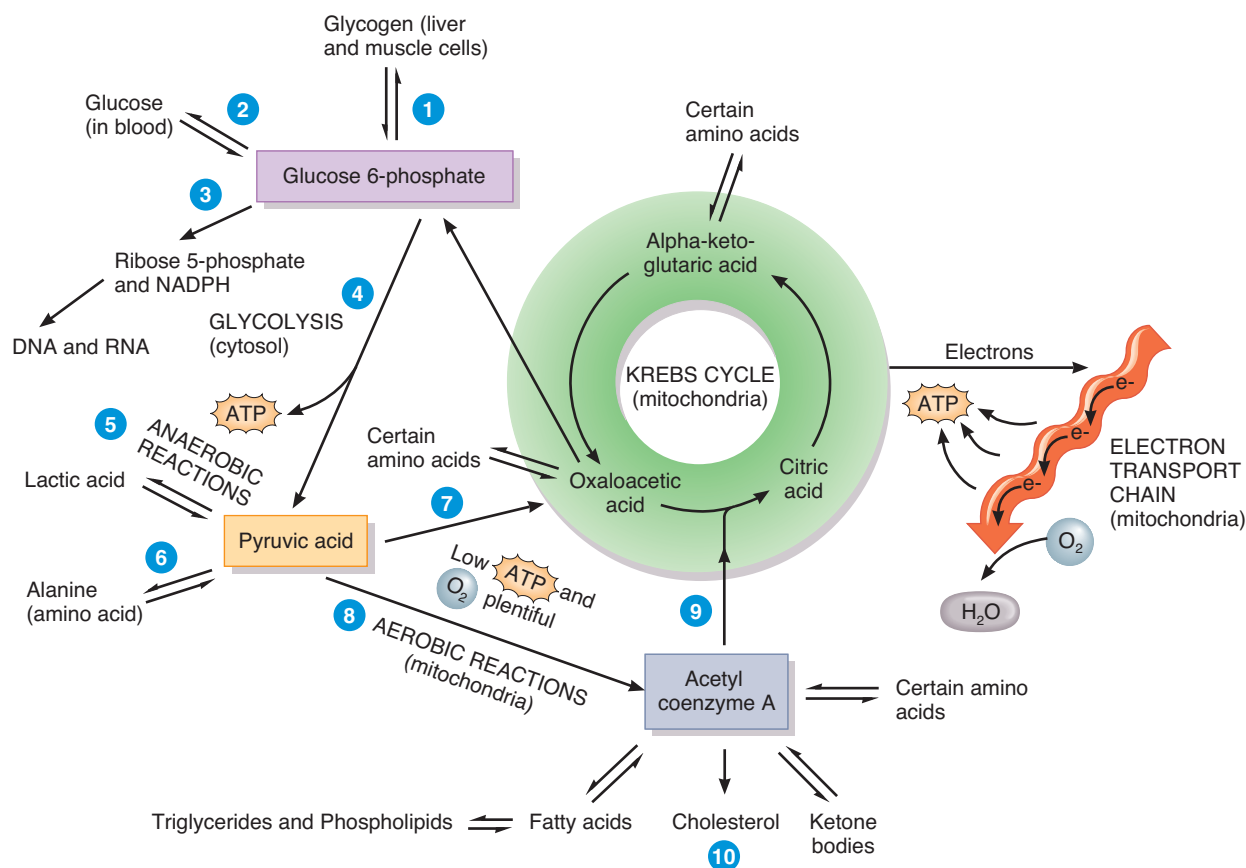 Glycogen (liver
and muscle cells)
1
2
Glucose
(in blood)
Glucose 6-phosphate
3
Ribose 5-phosphate
and NADPH
DNA and RNA
4
GLYCOLYSIS
(cytosol)
ATP
5
ANAEROBIC
REACTIONS
Lactic acid
Pyruvic acid
6
Alanine
(amino acid)
7
Certain
amino acids
Low ATP and
O₂ plentiful
8
AEROBIC REACTIONS
(mitochondria)
Certain
amino acids
Alpha-keto-
glutaric acid
KREBS CYCLE
(mitochondria)
Oxaloacetic
acid
Citric
acid
9
Acetyl
coenzyme A
Certain amino
acids
Triglycerides and Phospholipids
Fatty acids
Cholesterol
10
Ketone
bodies
Electrons
ATP
e-
e-
e-
ELECTRON
TRANSPORT
CHAIN
(mitochondria)
O₂
H₂O